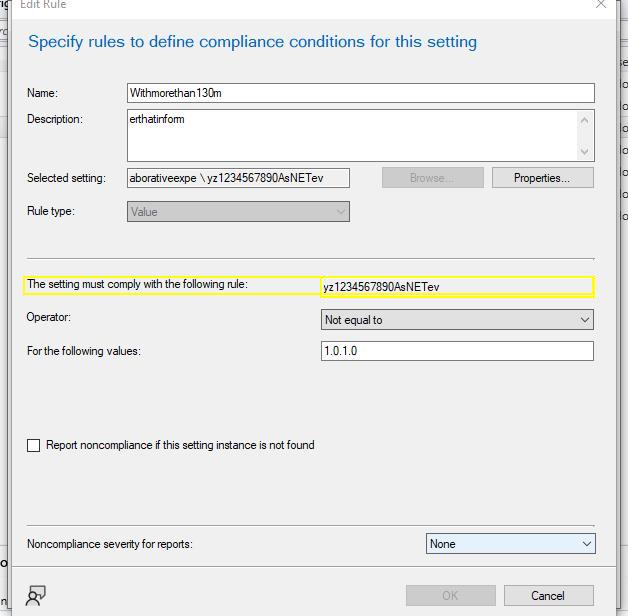 Edit Rule
Specify rules to define compliance conditions for this setting
Name:
Withmorethan130m
Description:
erthatinform
Selected setting:
aborativeexpe \ yz1234567890AsNETev
Browse...
Properties...
Rule type:
Value
The setting must comply with the following rule:
yz1234567890AsNETev
Operator:
Not equal to
For the following values:
1.0.1.0
Report noncompliance if this setting instance is not found
Noncompliance severity for reports:
None
OK
Cancel